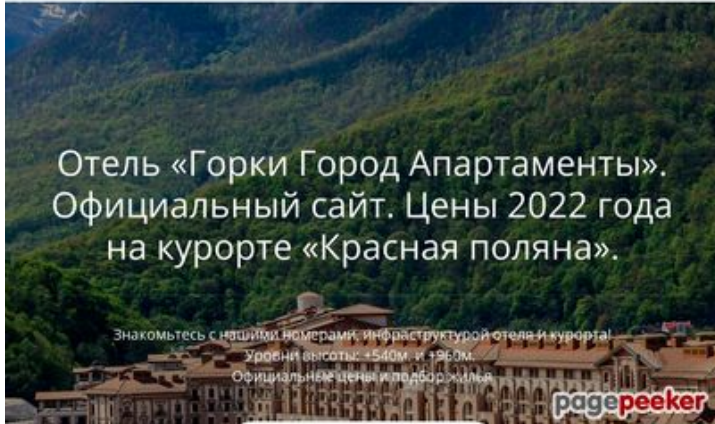 Отель «Горки Город Апартаменты».
Официальный сайт. Цены 2022 года
на курорте «Красная поляна».
Знакомьтесь с нашими номерами, инфраструктурой отеля и курорта!
Уровни высоты: +540м. и +960м.
Официальные цены и подбор жилья
pagepeeker